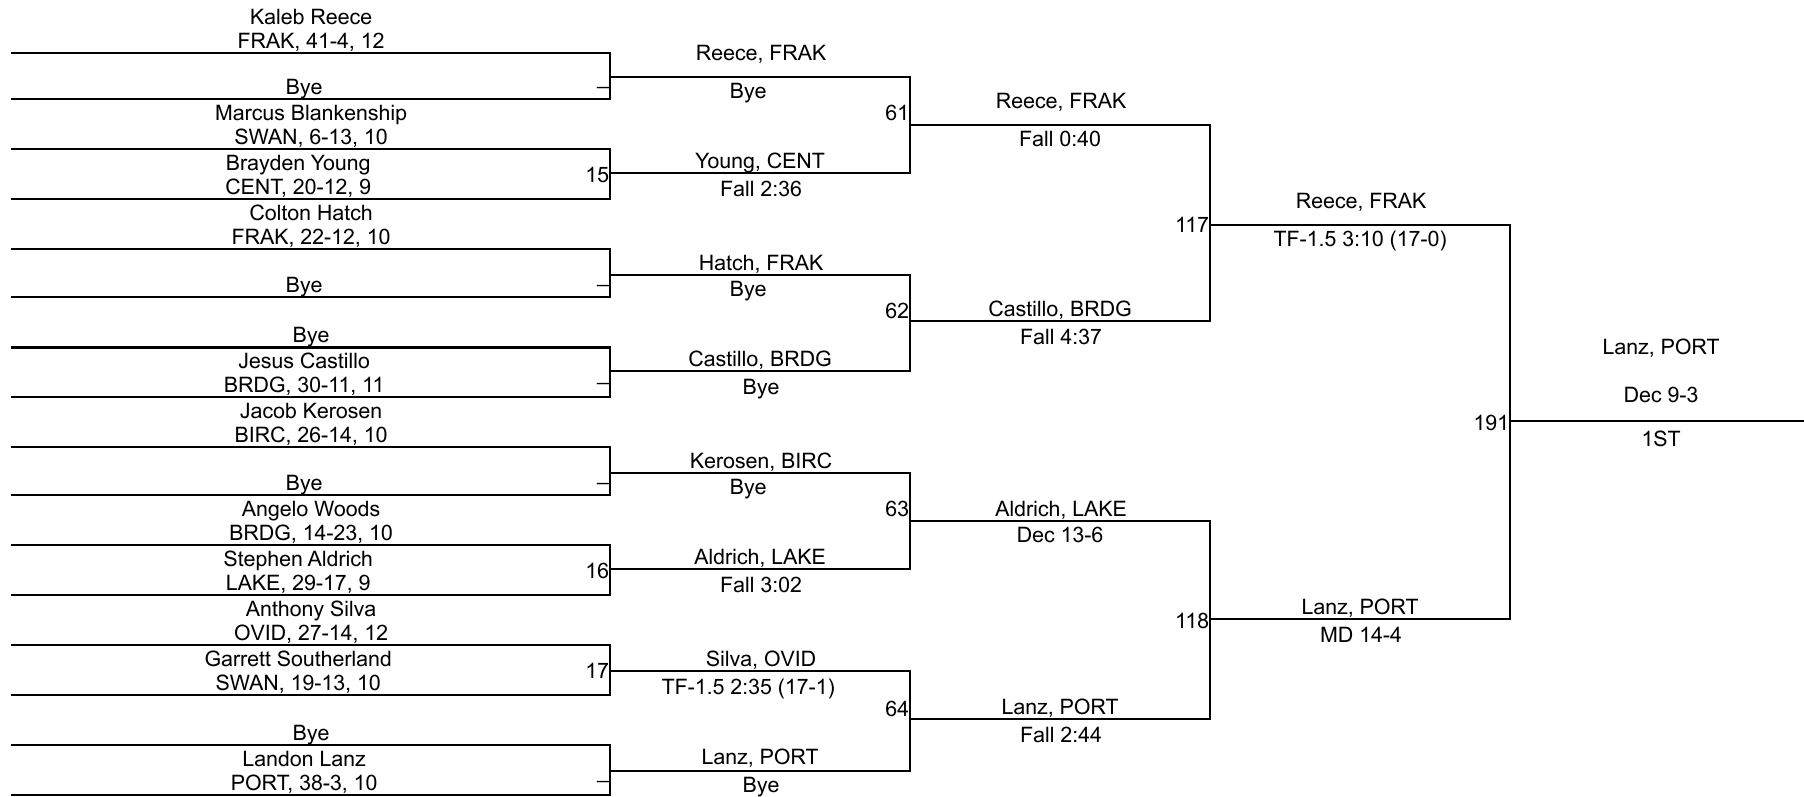 Kaleb Reece
FRAK, 41-4, 12
Bye
Marcus Blankenship
SWAN, 6-13, 10
Brayden Young
CENT, 20-12, 9
Colton Hatch
FRAK, 22-12, 10
Bye
Bye
Jesus Castillo
BRDG, 30-11, 11
Jacob Kerosen
BIRC, 26-14, 10
Bye
Angelo Woods
BRDG, 14-23, 10
Stephen Aldrich
LAKE, 29-17, 9
Anthony Silva
OVID, 27-14, 12
Garrett Southerland
SWAN, 19-13, 10
Bye
Landon Lanz
PORT, 38-3, 10
–
15
–
–
–
16
17
–
Reece, FRAK
Bye
Young, CENT
Fall 2:36
Hatch, FRAK
Bye
Castillo, BRDG
Bye
Kerosen, BIRC
Bye
Aldrich, LAKE
Fall 3:02
Silva, OVID
TF-1.5 2:35 (17-1)
Lanz, PORT
Bye
61
62
63
64
Reece, FRAK
Fall 0:40
Castillo, BRDG
Fall 4:37
Aldrich, LAKE
Dec 13-6
Lanz, PORT
Fall 2:44
117
118
Reece, FRAK
TF-1.5 3:10 (17-0)
Lanz, PORT
MD 14-4
191
Lanz, PORT
Dec 9-3
1ST